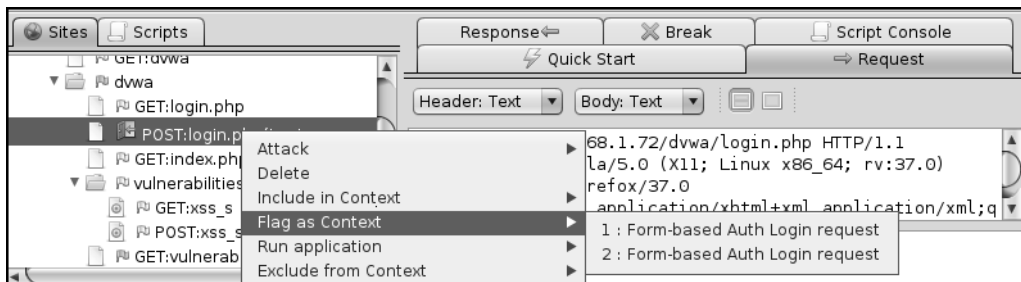 Sites Scripts
Response Break Script Console
Quick Start Request
GET:dvwa
dvwa
GET:login.php
POST:login.p
GET:index.php
vulnerabilities
GET:xss_s
POST:xss_s
GET:vulnerab
Header: Text Body: Text
68.1.72/dvwa/login.php HTTP/1.1
la/5.0 (X11; Linux x86_64; rv:37.0)
refox/37.0
application/xhtml+xml,application/xml;q
Attack
Delete
Include in Context
Flag as Context
Run application
Exclude from Context
1 : Form-based Auth Login request
2 : Form-based Auth Login request